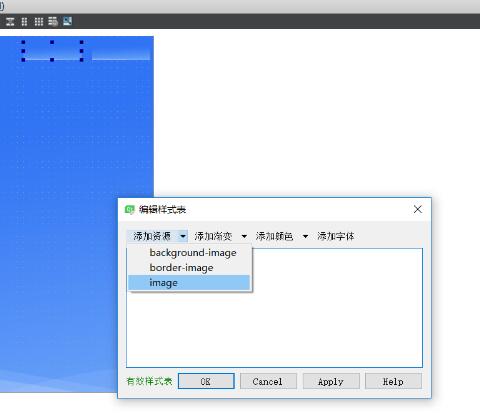 编辑样式表
添加资源 添加渐变 添加颜色 添加字体
background-image
border-image
image
有效样式表 OK Cancel Apply Help